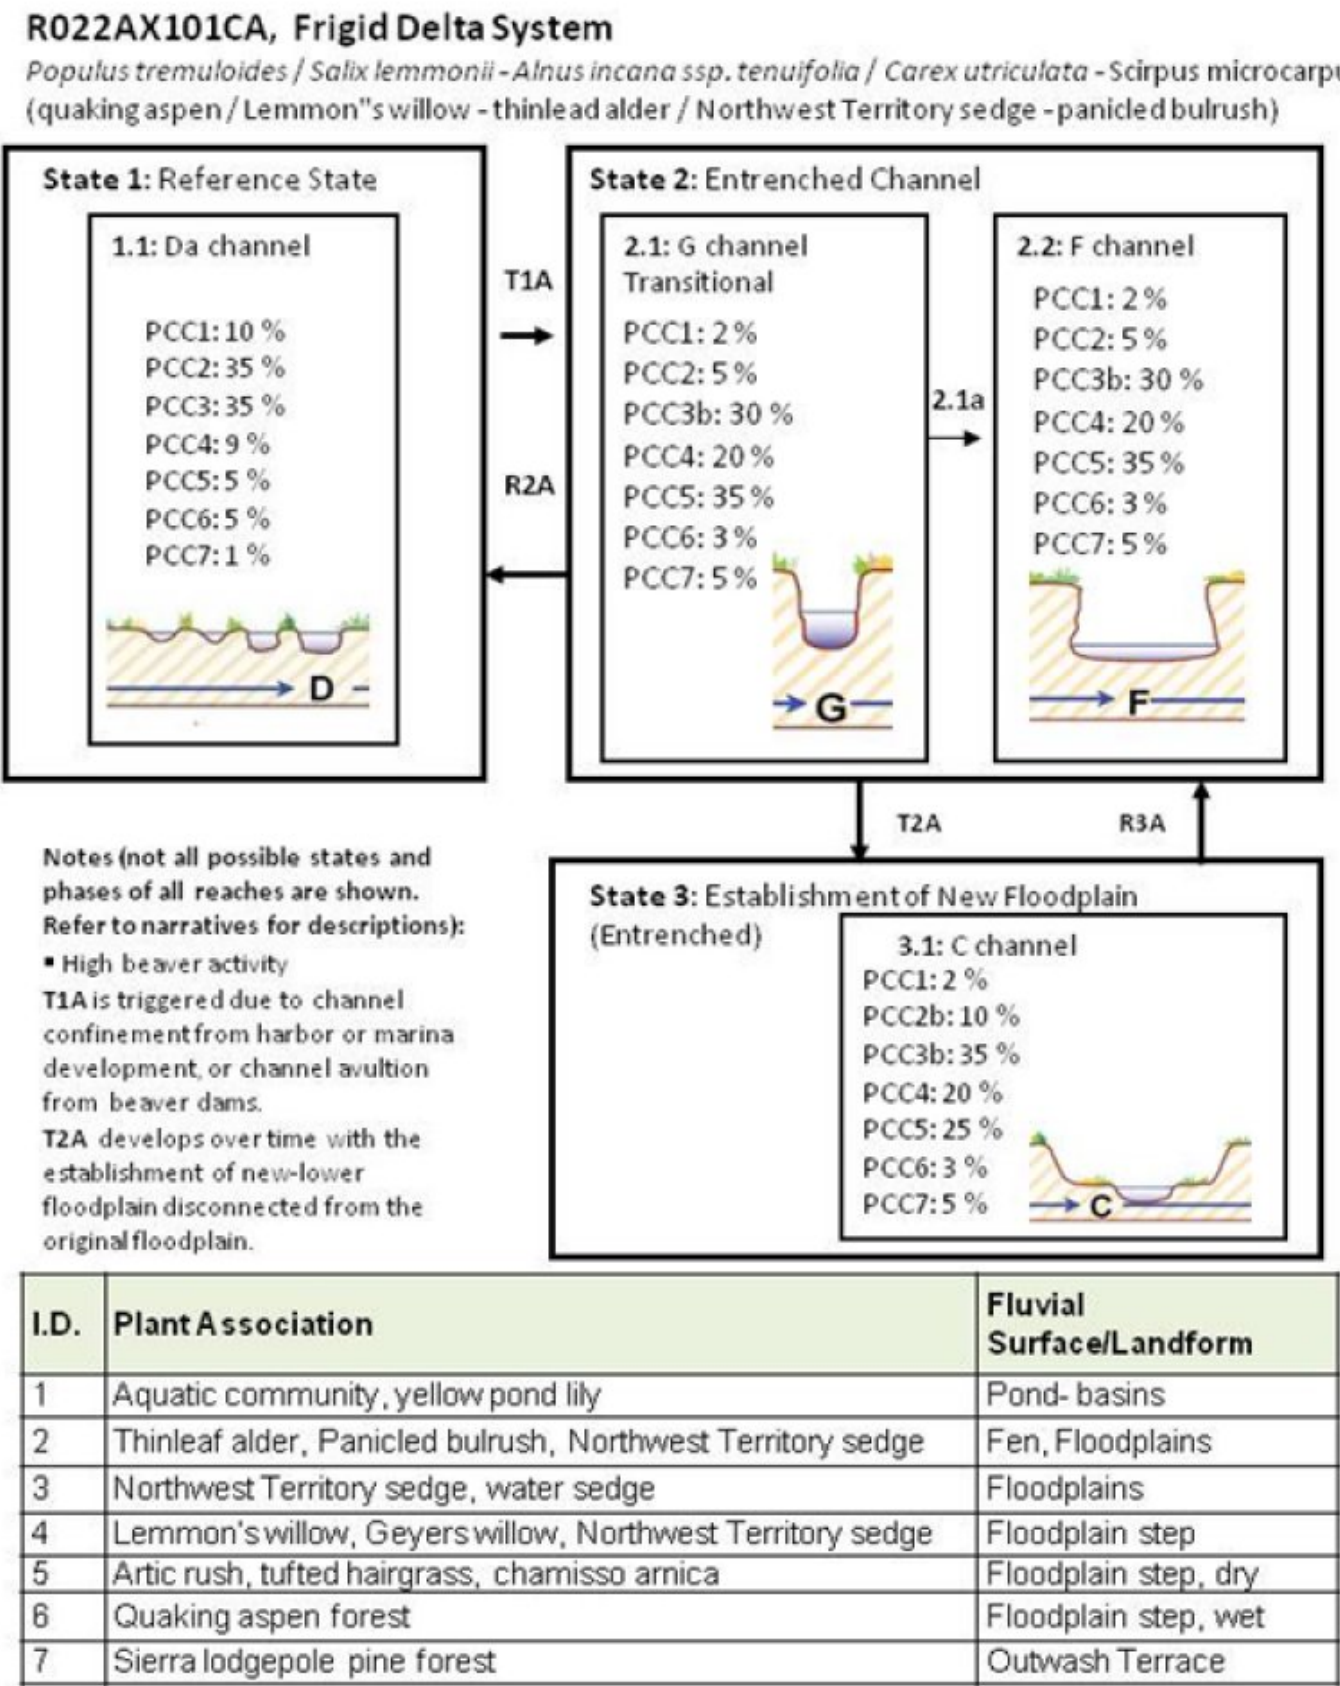 R022AX101CA, Frigid Delta System
Populus tremuloides / Salix lemmonii - Alnus incana ssp. tenuifolia / Carex utriculata - Scirpus microcarpu
(quaking aspen / Lemmon"s willow - thinlead alder / Northwest Territory sedge - panicled bulrush)
State 1: Reference State
1.1: Da channel
PCC1: 10 %
PCC2: 35 %
PCC3: 35 %
PCC4: 9 %
PCC5: 5 %
PCC6: 5 %
PCC7: 1 %
D
T1A
R2A
State 2: Entrenched Channel
2.1: G channel
Transitional
PCC1: 2 %
PCC2: 5 %
PCC3b: 30 %
PCC4: 20 %
PCC5: 35 %
PCC6: 3 %
PCC7: 5 %
G
2.1a
2.2: F channel
PCC1: 2 %
PCC2: 5 %
PCC3b: 30 %
PCC4: 20 %
PCC5: 35 %
PCC6: 3 %
PCC7: 5 %
F
T2A
R3A
Notes (not all possible states and
phases of all reaches are shown.
Refer to narratives for descriptions):
▪ High beaver activity
T1A is triggered due to channel
confinement from harbor or marina
development, or channel avultion
from beaver dams.
T2A develops over time with the
establishment of new-lower
floodplain disconnected from the
original floodplain.
State 3: Establishment of New Floodplain
(Entrenched)
3.1: C channel
PCC1: 2 %
PCC2b: 10 %
PCC3b: 35 %
PCC4: 20 %
PCC5: 25 %
PCC6: 3 %
PCC7: 5 %
C
I.D. Plant Association Fluvial
Surface/Landform
1 Aquatic community, yellow pond lily Pond- basins
2 Thinleaf alder, Panicled bulrush, Northwest Territory sedge Fen, Floodplains
3 Northwest Territory sedge, water sedge Floodplains
4 Lemmon's willow, Geyers willow, Northwest Territory sedge Floodplain step
5 Artic rush, tufted hairgrass, chamisso arnica Floodplain step, dry
6 Quaking aspen forest Floodplain step, wet
7 Sierra lodgepole pine forest Outwash Terrace